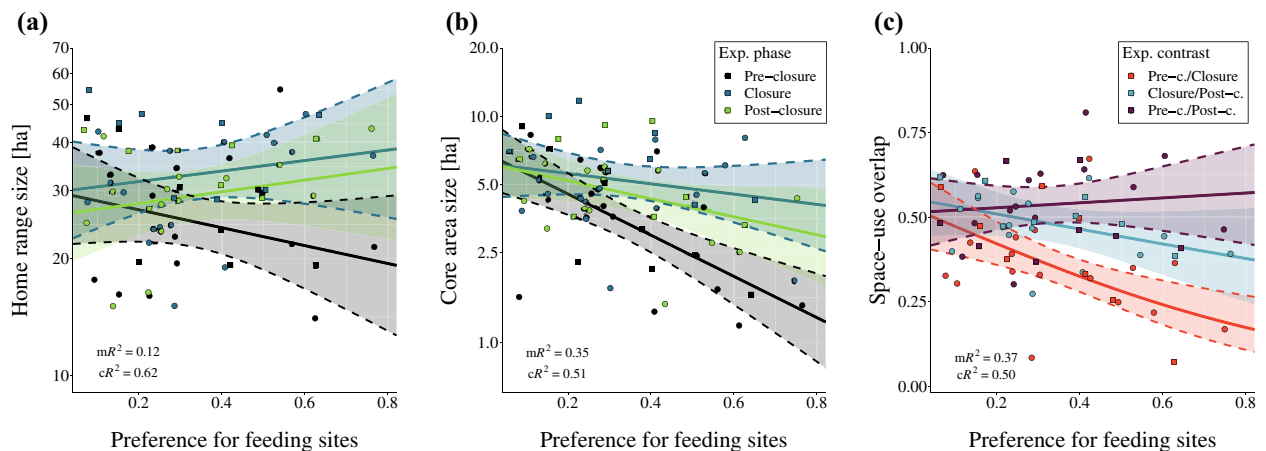 (a)
Home range size [ha]
70
60
50
40
30
20
10
mR² = 0.12
cR² = 0.62
0.2 0.4 0.6 0.8
Preference for feeding sites
(b)
Core area size [ha]
20.0
10.0
5.0
2.5
1.0
Exp. phase
Pre−closure
Closure
Post−closure
mR² = 0.35
cR² = 0.51
0.2 0.4 0.6 0.8
Preference for feeding sites
(c)
Space−use overlap
1.00
0.75
0.50
0.25
0.00
Exp. contrast
Pre−c./Closure
Closure/Post−c.
Pre−c./Post−c.
mR² = 0.37
cR² = 0.50
0.2 0.4 0.6 0.8
Preference for feeding sites